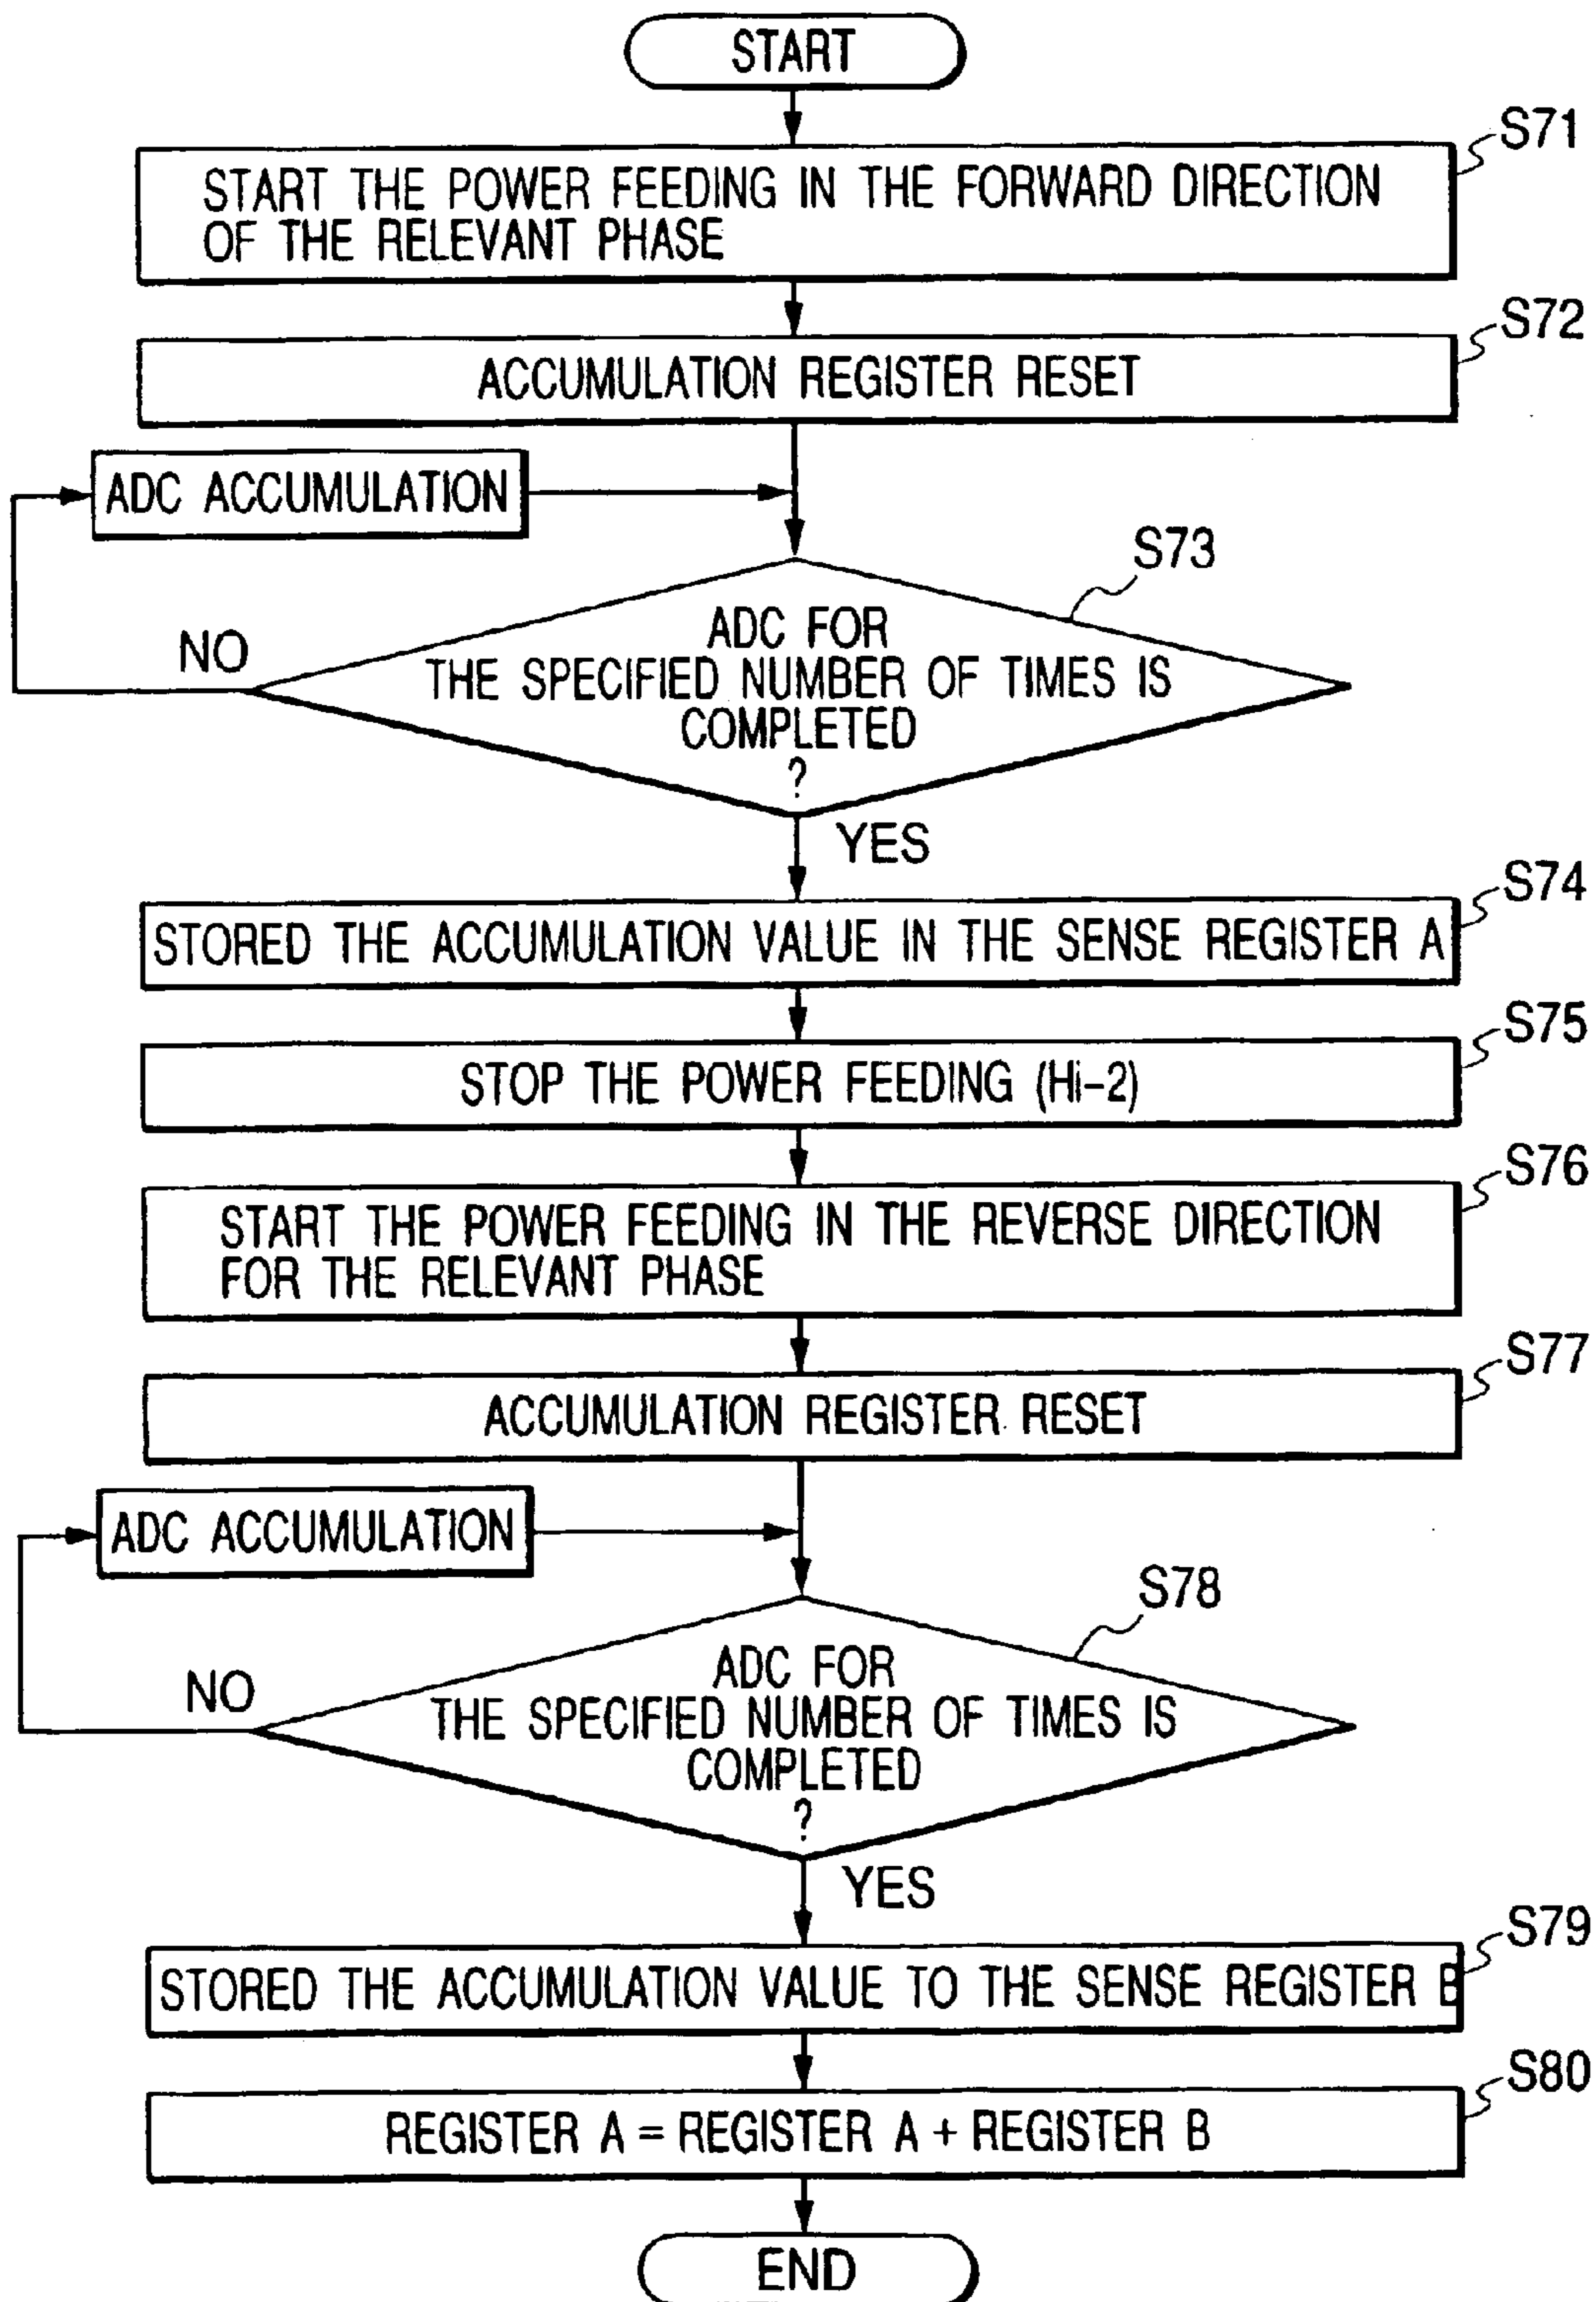 START
S71
START THE POWER FEEDING IN THE FORWARD DIRECTION
OF THE RELEVANT PHASE
S72
ACCUMULATION REGISTER RESET
ADC ACCUMULATION
S73
ADC FOR
THE SPECIFIED NUMBER OF TIMES IS
COMPLETED
?
NO
YES
S74
STORED THE ACCUMULATION VALUE IN THE SENSE REGISTER A
S75
STOP THE POWER FEEDING (Hi-2)
S76
START THE POWER FEEDING IN THE REVERSE DIRECTION
FOR THE RELEVANT PHASE
S77
ACCUMULATION REGISTER RESET
ADC ACCUMULATION
S78
ADC FOR
THE SPECIFIED NUMBER OF TIMES IS
COMPLETED
?
NO
YES
S79
STORED THE ACCUMULATION VALUE TO THE SENSE REGISTER B
S80
REGISTER A = REGISTER A + REGISTER B
END